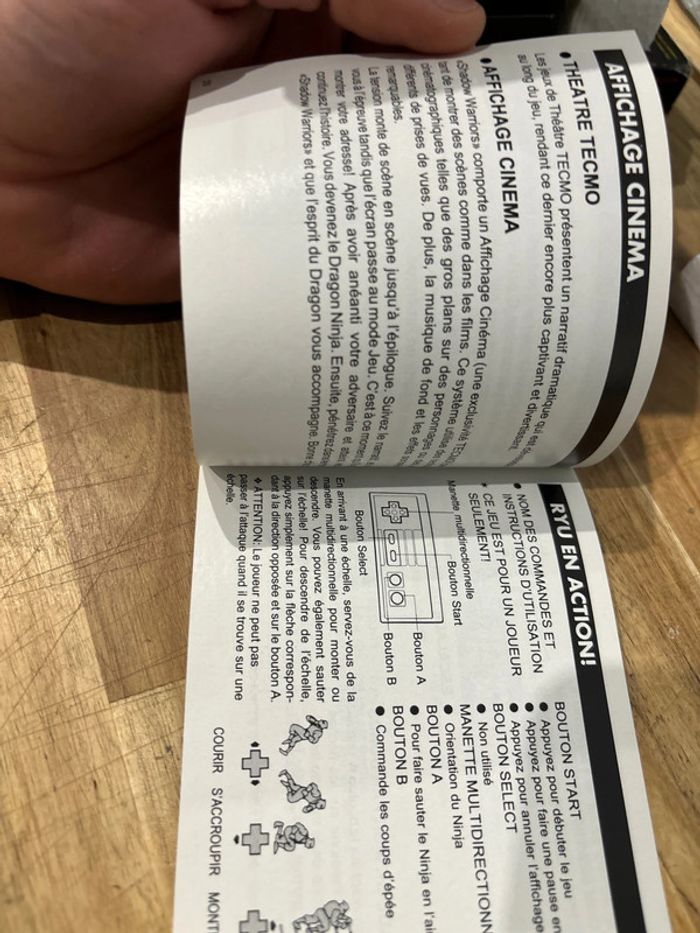 AFFICHAGE CINEMA
● THEATRE TECMO
Les jeux de Théâtre TECMO présentent un narratif dramatique qui est
au long du jeu, rendant ce dernier encore plus captivant et divertissant.
● AFFICHAGE CINEMA
«Shadow Warriors» comporte un Affichage Cinéma (une exclusivité
tant de montrer des scènes comme dans les films. Ce système utilise des
cinématographiques telles que des gros plans sur des personnages
différents de prises de vues. De plus, la musique de fond et les effets
remarquables.
La tension monte de scène en scène jusqu'à l'épilogue. Suivez le
vous à l'épreuve tandis que l'écran passe au mode Jeu. C'est à ce moment
montrer votre adresse! Après avoir anéanti votre adversaire et
continuez l'histoire. Vous devenez le Dragon Ninja. Ensuite, pénétrez
«Shadow Warriors» et que l'esprit du Dragon vous accompagne. Bonne
RYU EN ACTION!
● NOM DES COMMANDES ET
INSTRUCTIONS D'UTILISATION
* CE JEU EST POUR UN JOUEUR
SEULEMENT!
Manette multidirectionnelle
Bouton Start
Bouton A
Bouton B
Bouton Select
En arrivant à une échelle, servez-vous de la
manette multidirectionnelle pour monter ou
descendre. Vous pouvez également sauter
sur l'échelle! Pour descendre de l'échelle,
appuyez simplement sur la flèche correspon-
dant à la direction opposée et sur le bouton A.
❖ ATTENTION: Le joueur ne peut pas
passer à l'attaque quand il se trouve sur une
échelle.
BOUTON START
● Appuyez pour débuter le jeu
● Appuyez pour faire une pause en
● Appuyez pour annuler l'affichage
BOUTON SELECT
● Non utilisé
MANETTE MULTIDIRECTIONN
● Orientation du Ninja
BOUTON A
● Pour faire sauter le Ninja en l'ai
BOUTON B
● Commande les coups d'épée
COURIR S'ACCROUPIR MONT